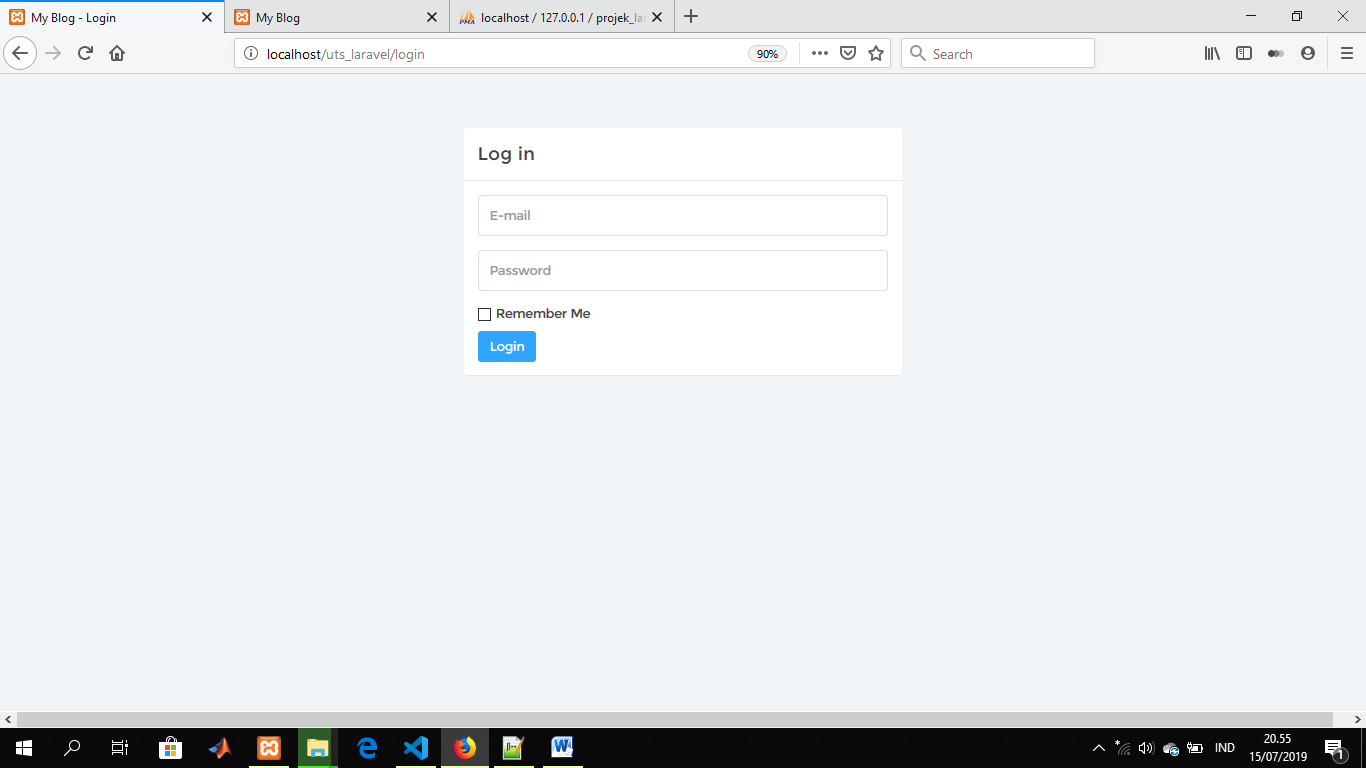 My Blog - Login
My Blog
localhost / 127.0.0.1 / projek_la
localhost/uts_laravel/login
90%
Search
Log in
E-mail
Password
Remember Me
Login
IND
20.55
15/07/2019
1